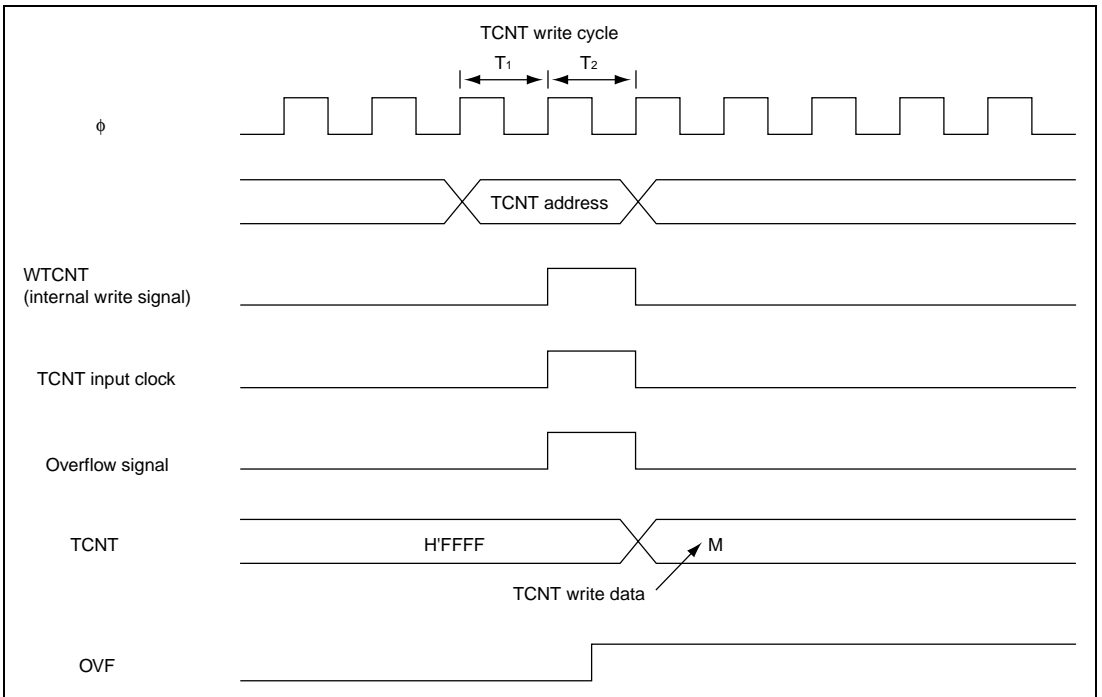 TCNT write cycle
T1 T2
φ
TCNT address
WTCNT
(internal write signal)
TCNT input clock
Overflow signal
TCNT H'FFFF M
TCNT write data
OVF